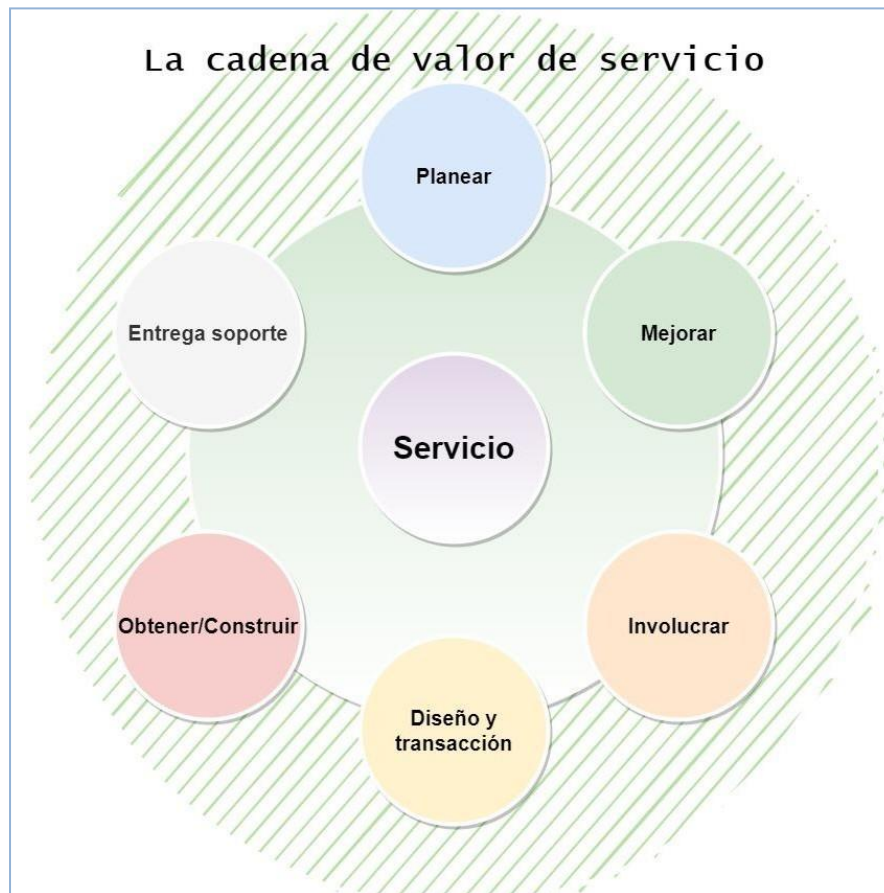 La cadena de valor de servicio
Planear
Entrega soporte
Mejorar
Servicio
Obtener/Construir
Involucrar
Diseño y
transacción